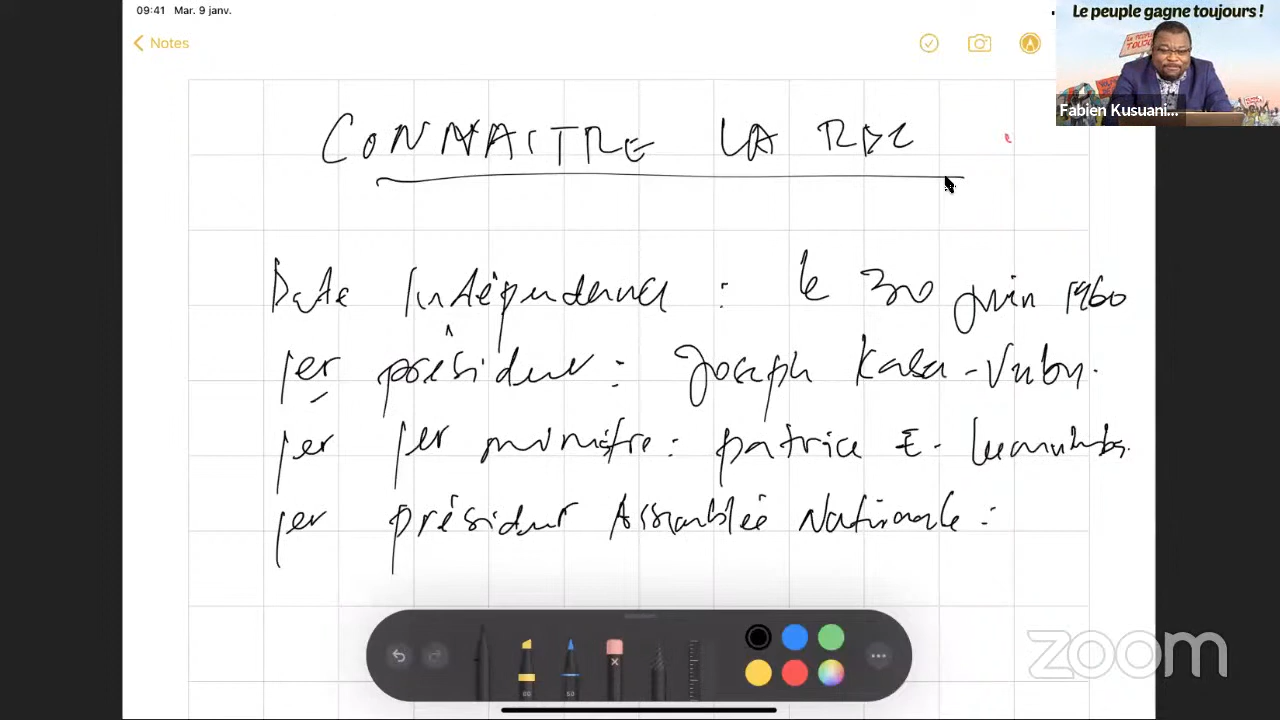 09:41 Mar. 9 janv.
Le peuple gagne toujours !
Notes
Fabien Kusuani...
CONNAITRE LA RDC
Date Indépendance : le 30 juin 1960
1er président : Joseph Kasa-Vubu.
1er 1er ministre : patrice E. Lumumba.
1er président Assemblée Nationale :
zoom